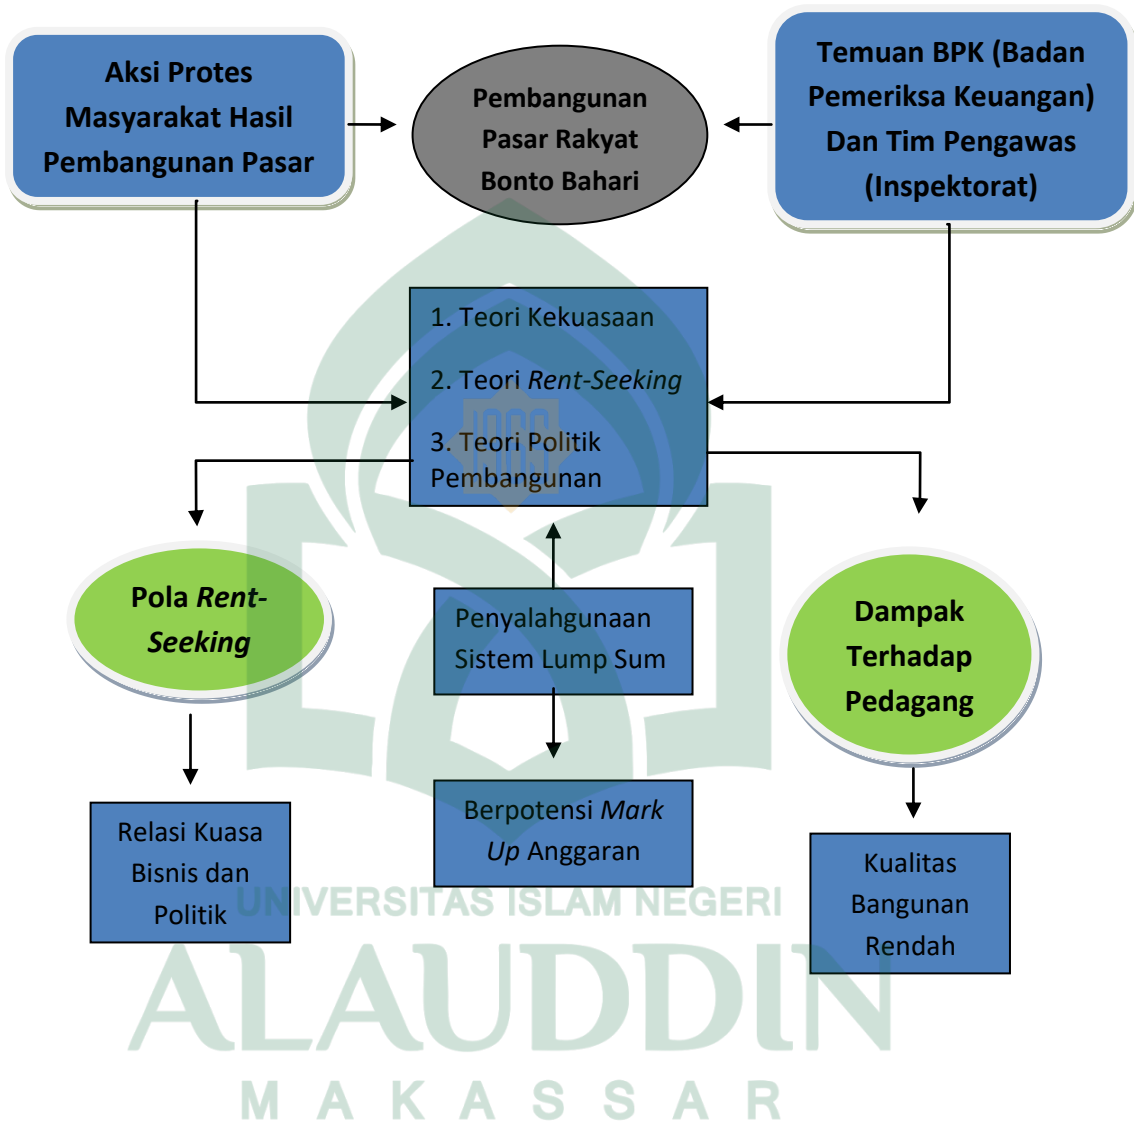 Aksi Protes
Masyarakat Hasil
Pembangunan Pasar
Pembangunan
Pasar Rakyat
Bonto Bahari
Temuan BPK (Badan
Pemeriksa Keuangan)
Dan Tim Pengawas
(Inspektorat)
1. Teori Kekuasaan
2. Teori Rent-Seeking
3. Teori Politik
Pembangunan
Pola Rent-
Seeking
Penyalahgunaan
Sistem Lump Sum
Dampak
Terhadap
Pedagang
Relasi Kuasa
Bisnis dan
Politik
Berpotensi Mark
Up Anggaran
Kualitas
Bangunan
Rendah
UNIVERSITAS ISLAM NEGERI
ALAUDDIN
MAKASSAR